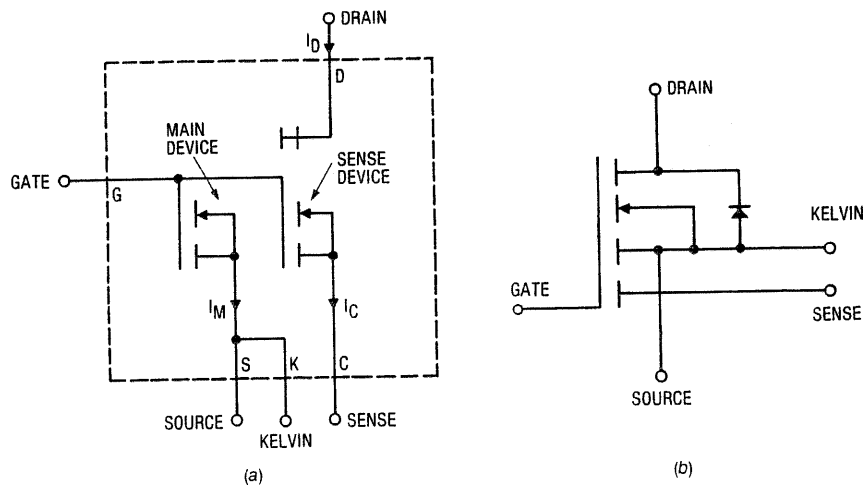 DRAIN
I_D
D
MAIN
DEVICE
SENSE
DEVICE
GATE
G
I_M
I_C
S
K
C
SOURCE
KELVIN
SENSE
(a)
DRAIN
KELVIN
GATE
SENSE
SOURCE
(b)